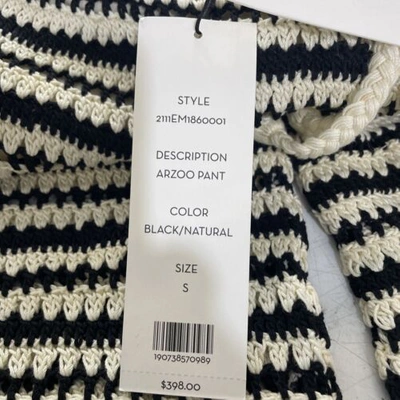 STYLE
2111EM1860001
DESCRIPTION
ARZOO PANT
COLOR
BLACK/NATURAL
SIZE
S
190738570989
$398.00